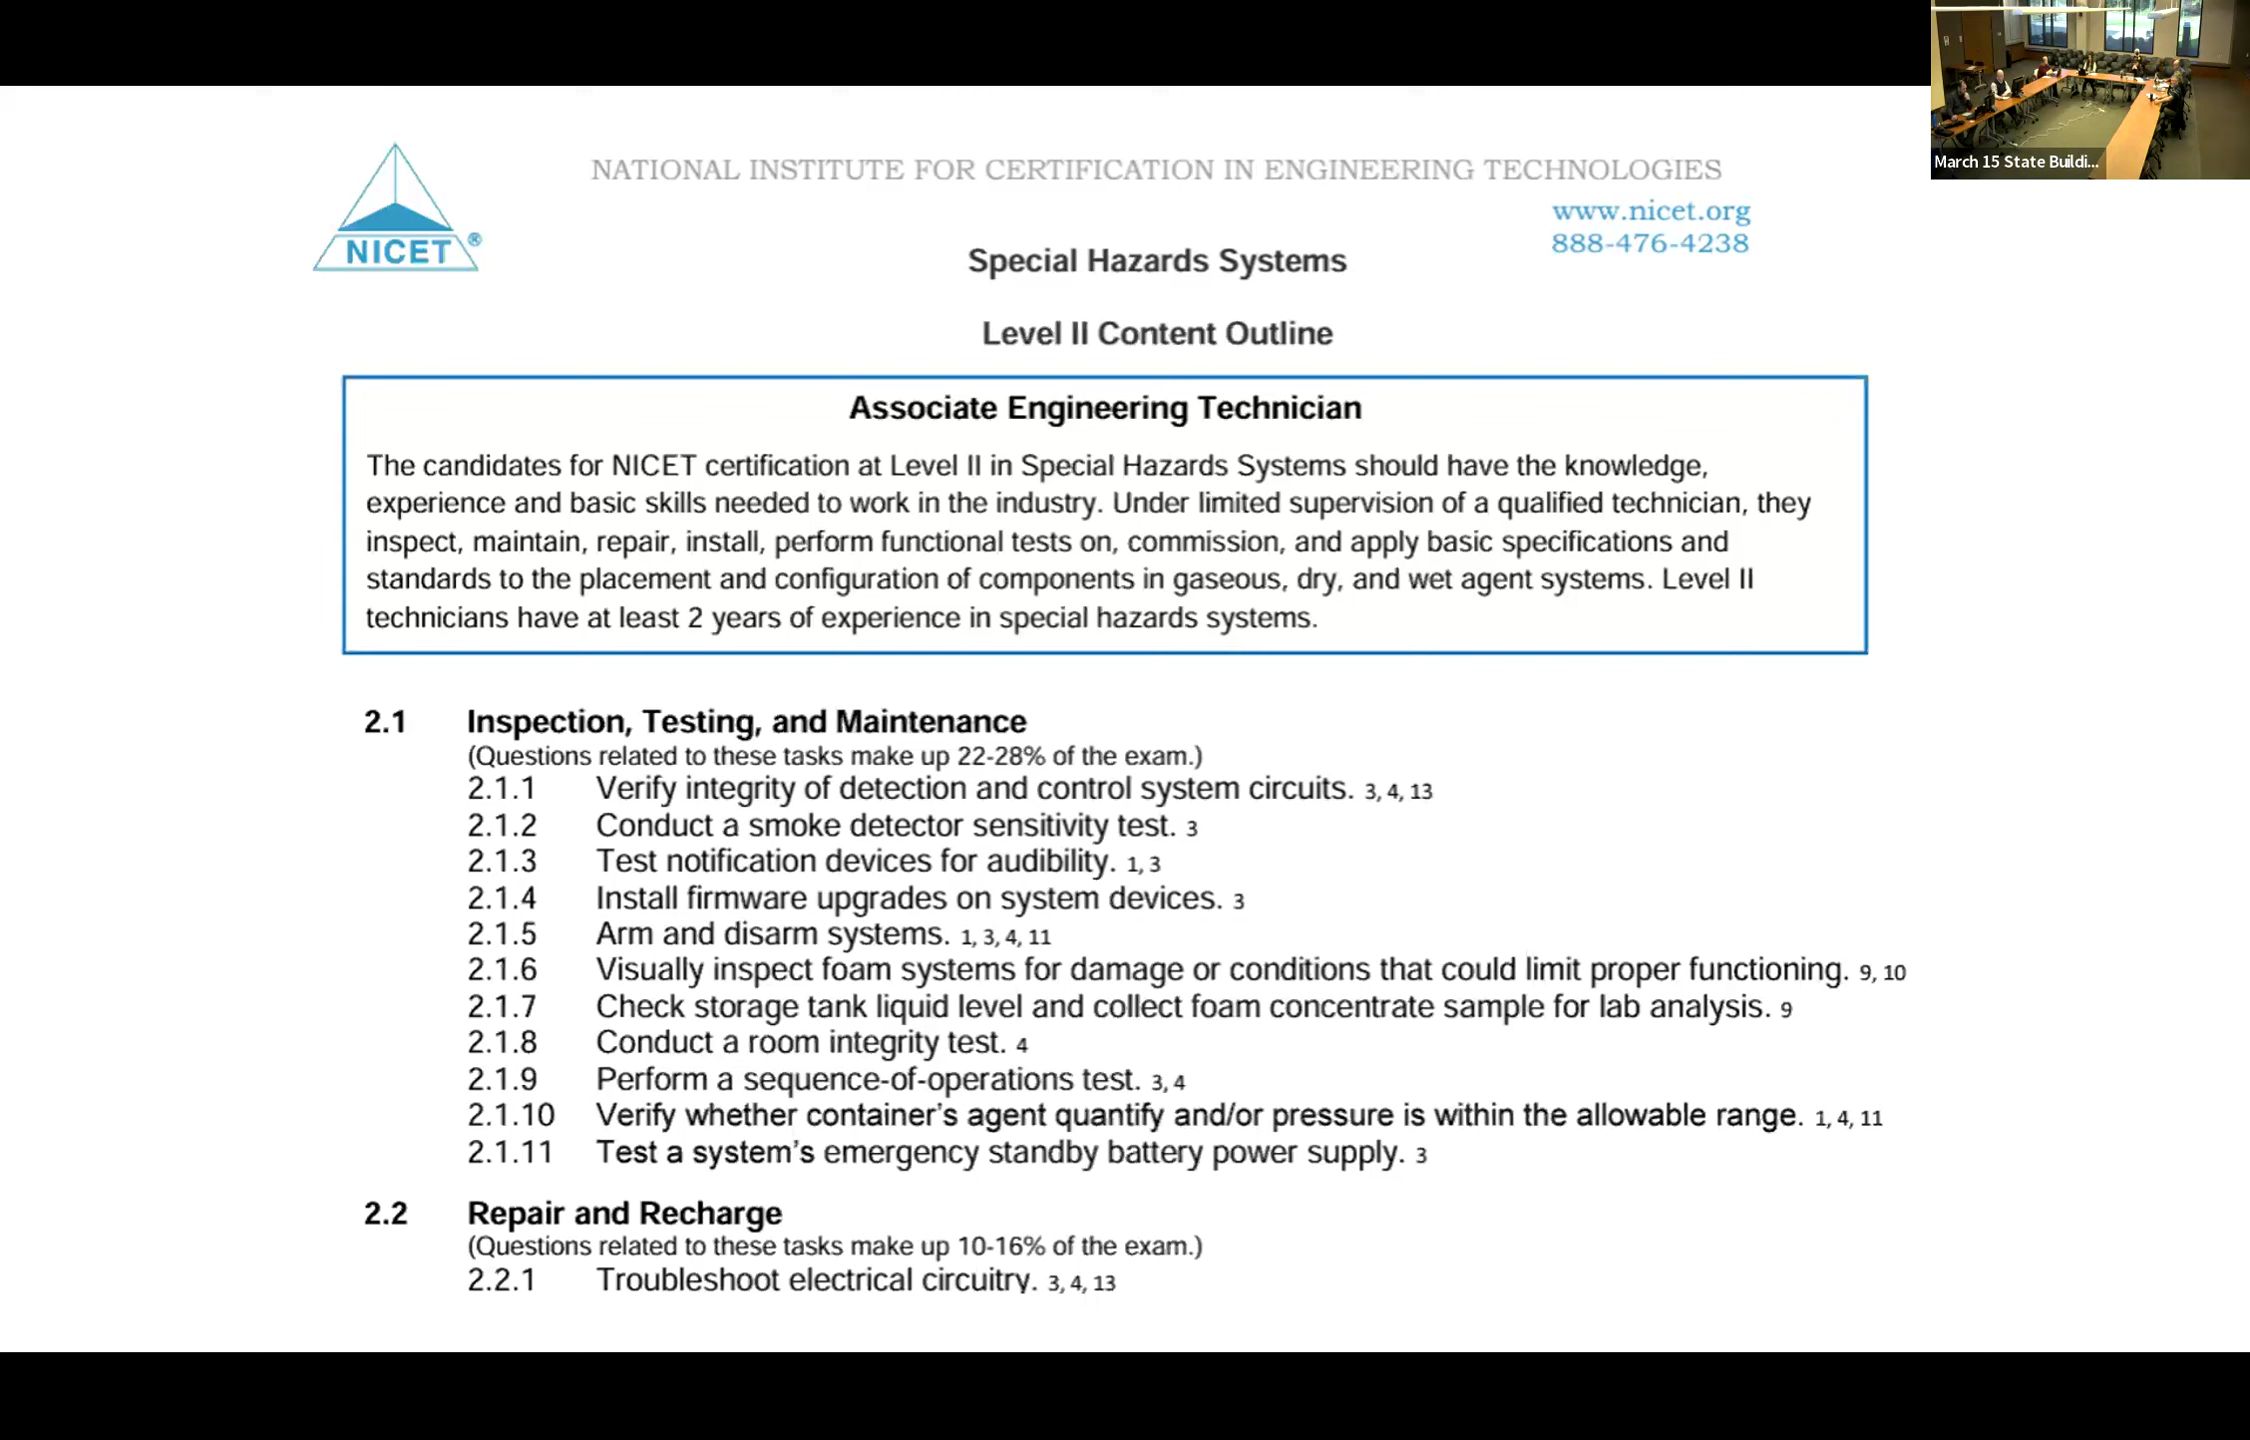 March 15 State Buildi...
NATIONAL INSTITUTE FOR CERTIFICATION IN ENGINEERING TECHNOLOGIES
www.nicet.org
888-476-4238
NICET®
Special Hazards Systems
Level II Content Outline
Associate Engineering Technician
The candidates for NICET certification at Level II in Special Hazards Systems should have the knowledge,
experience and basic skills needed to work in the industry. Under limited supervision of a qualified technician, they
inspect, maintain, repair, install, perform functional tests on, commission, and apply basic specifications and
standards to the placement and configuration of components in gaseous, dry, and wet agent systems. Level II
technicians have at least 2 years of experience in special hazards systems.
2.1 Inspection, Testing, and Maintenance
(Questions related to these tasks make up 22-28% of the exam.)
2.1.1 Verify integrity of detection and control system circuits. 3, 4, 13
2.1.2 Conduct a smoke detector sensitivity test. 3
2.1.3 Test notification devices for audibility. 1, 3
2.1.4 Install firmware upgrades on system devices. 3
2.1.5 Arm and disarm systems. 1, 3, 4, 11
2.1.6 Visually inspect foam systems for damage or conditions that could limit proper functioning. 9, 10
2.1.7 Check storage tank liquid level and collect foam concentrate sample for lab analysis. 9
2.1.8 Conduct a room integrity test. 4
2.1.9 Perform a sequence-of-operations test. 3, 4
2.1.10 Verify whether container’s agent quantify and/or pressure is within the allowable range. 1, 4, 11
2.1.11 Test a system’s emergency standby battery power supply. 3
2.2 Repair and Recharge
(Questions related to these tasks make up 10-16% of the exam.)
2.2.1 Troubleshoot electrical circuitry. 3, 4, 13